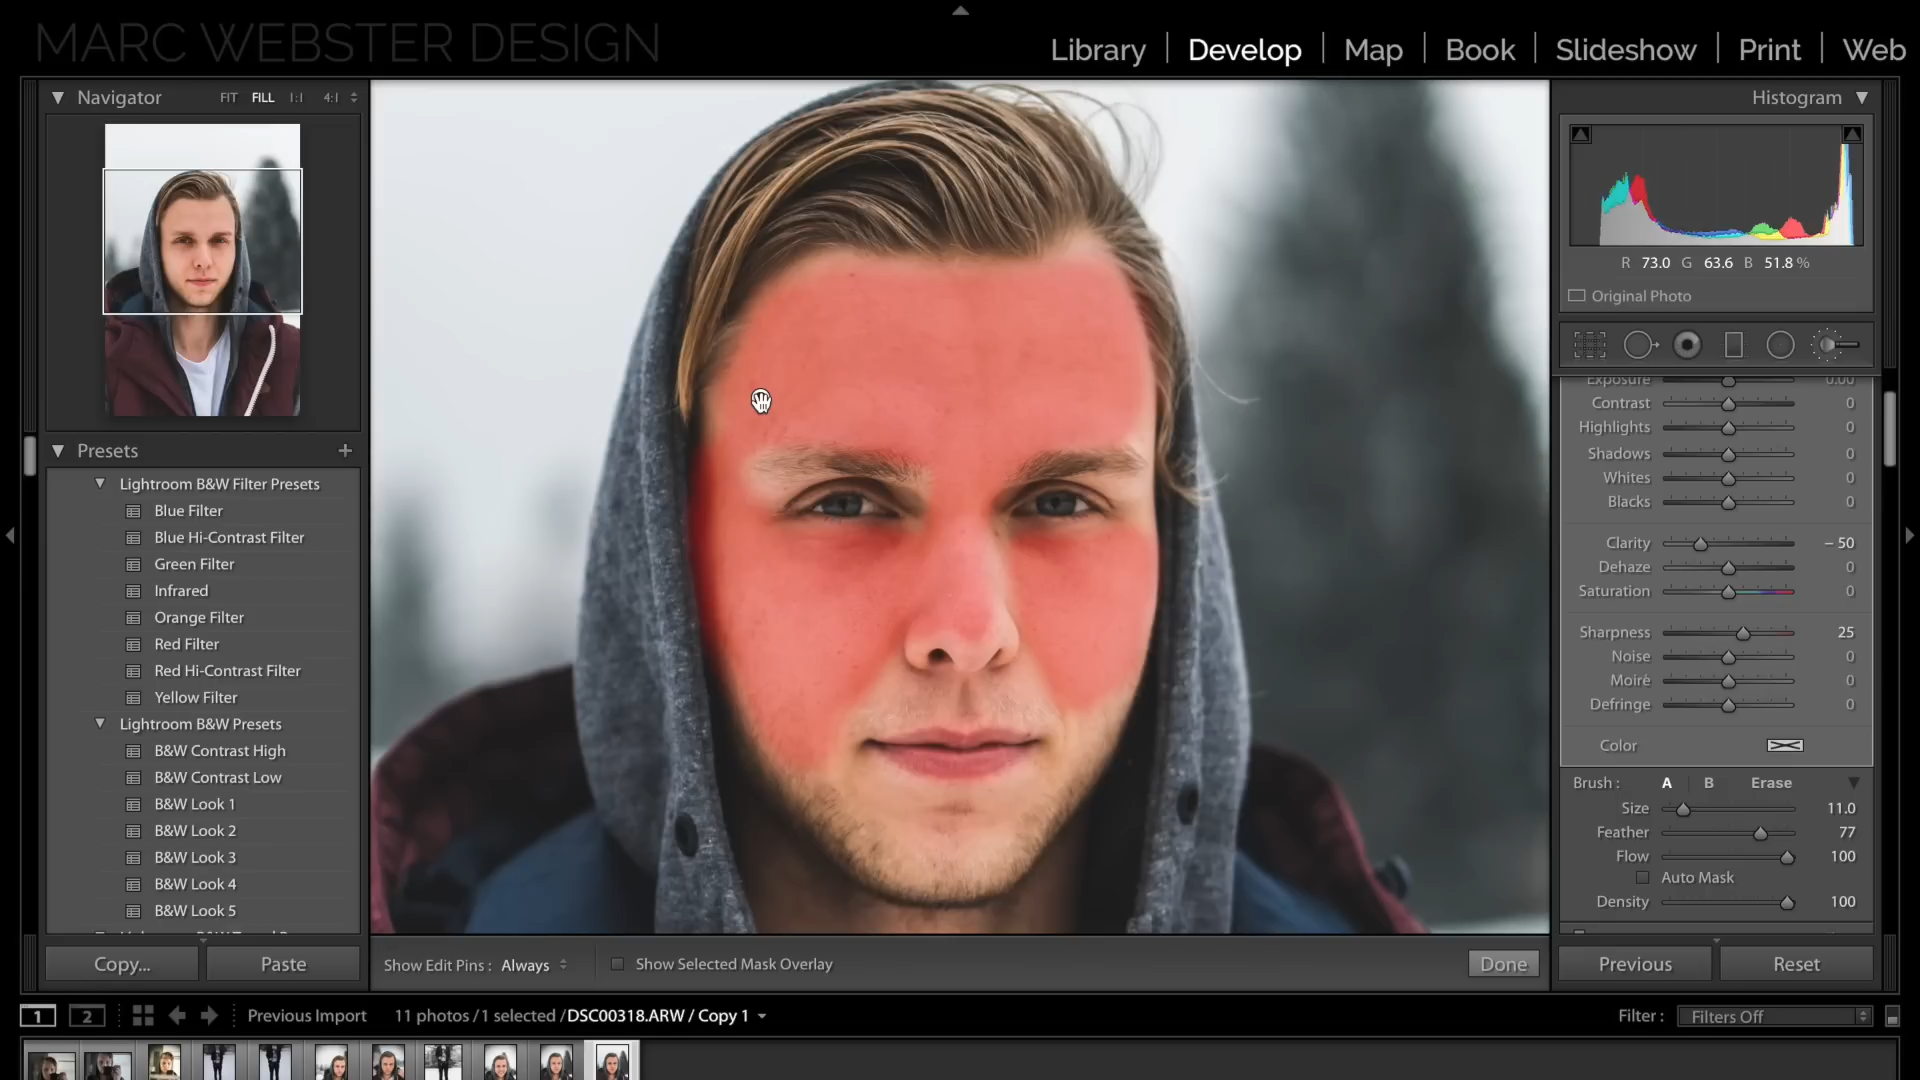 MARC WEBSTER DESIGN
Library | Develop | Map | Book | Slideshow | Print | Web
Navigator FIT FILL 1:1 4:1
Presets +
Lightroom B&W Filter Presets
Blue Filter
Blue Hi-Contrast Filter
Green Filter
Infrared
Orange Filter
Red Filter
Red Hi-Contrast Filter
Yellow Filter
Lightroom B&W Presets
B&W Contrast High
B&W Contrast Low
B&W Look 1
B&W Look 2
B&W Look 3
B&W Look 4
B&W Look 5
Copy... Paste
Show Edit Pins : Always Show Selected Mask Overlay Done
Histogram
R 73.0 G 63.6 B 51.8 %
Original Photo
Exposure 0.00
Contrast 0
Highlights 0
Shadows 0
Whites 0
Blacks 0
Clarity – 50
Dehaze 0
Saturation 0
Sharpness 25
Noise 0
Moiré 0
Defringe 0
Color
Brush : A | B Erase
Size 11.0
Feather 77
Flow 100
Auto Mask
Density 100
Previous Reset
1 2 Previous Import 11 photos / 1 selected / DSC00318.ARW / Copy 1 Filter : Filters Off